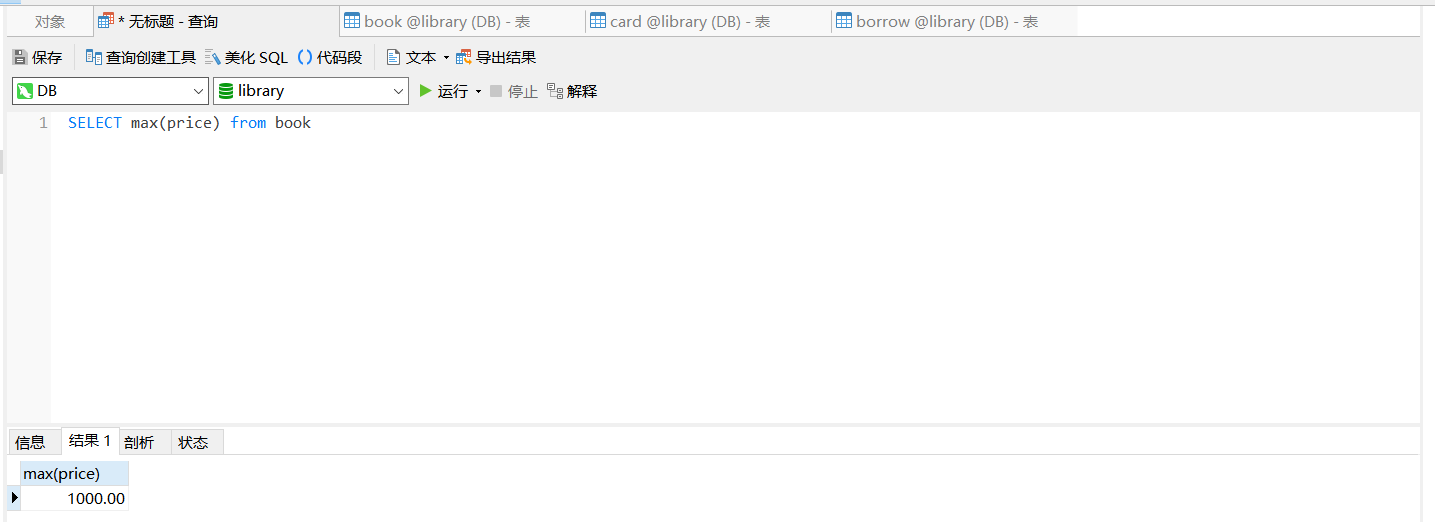 对象 * 无标题 - 查询 book @library (DB) - 表 card @library (DB) - 表 borrow @library (DB) - 表
保存 查询创建工具 美化 SQL 代码段 文本 导出结果
DB library 运行 停止 解释
1 SELECT max(price) from book
信息 结果 1 剖析 状态
max(price)
1000.00